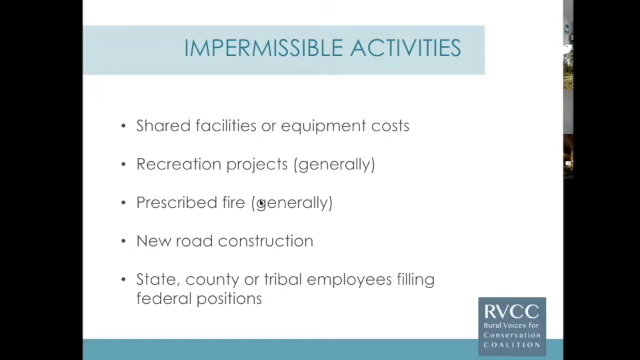 IMPERMISSIBLE ACTIVITIES
• Shared facilities or equipment costs
• Recreation projects (generally)
• Prescribed fire (generally)
• New road construction
• State, county or tribal employees filling
federal positions
RVCC
Rural Voices for
Conservation
COALITION